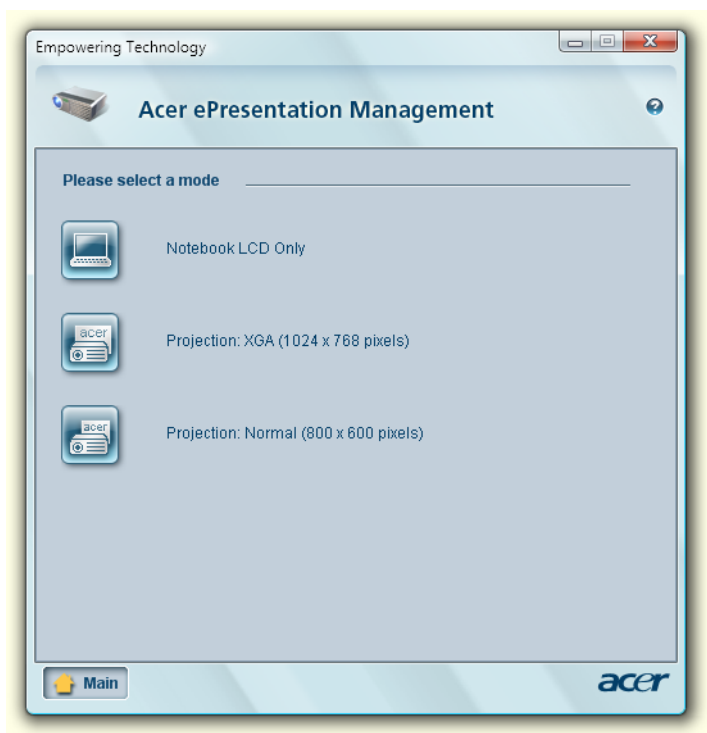 Empowering Technology
Acer ePresentation Management
Please select a mode
Notebook LCD Only
acer
Projection: XGA (1024 x 768 pixels)
acer
Projection: Normal (800 x 600 pixels)
Main
acer